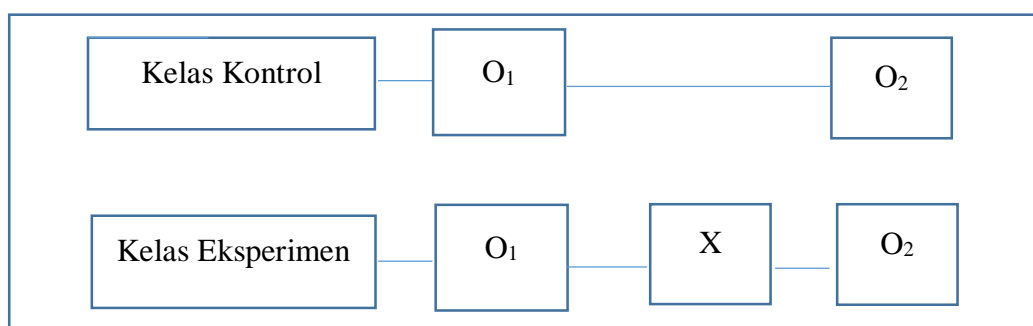 Kelas Kontrol O₁ O₂
Kelas Eksperimen O₁ X O₂